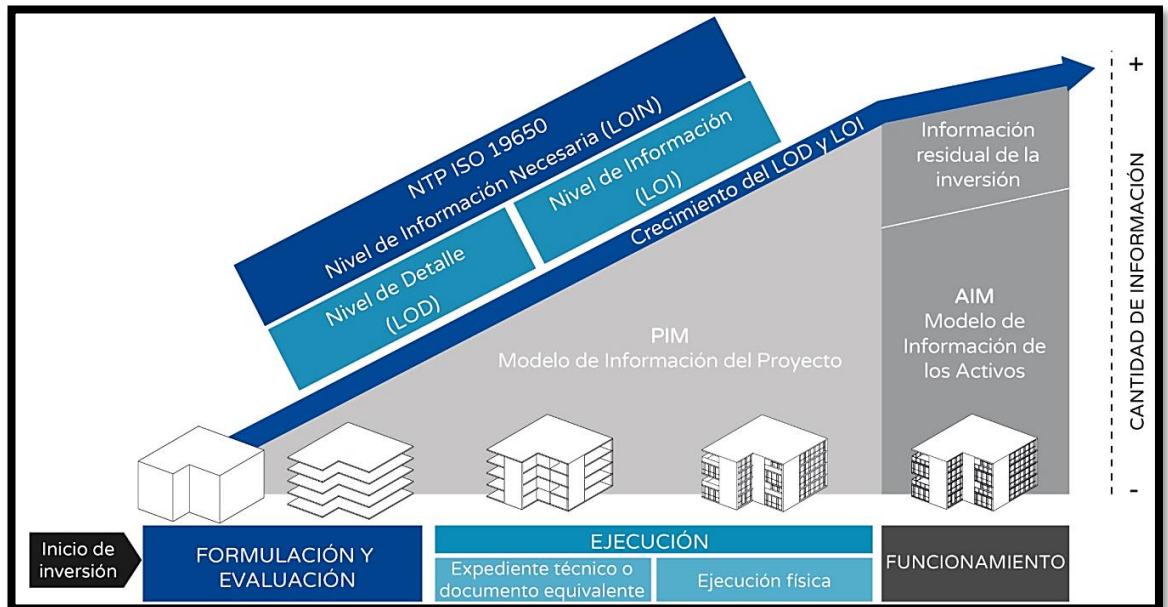 NTP ISO 19650
Nivel de Información Necesaria (LOIN)
Nivel de Detalle
(LOD)
Nivel de Información
(LOI)
Crecimiento del LOD y LOI
Información
residual de la
inversión
PIM
Modelo de Información del Proyecto
AIM
Modelo de
Información de
los Activos
+
CANTIDAD DE INFORMACIÓN
-
Inicio de
inversión
FORMULACIÓN Y
EVALUACIÓN
EJECUCIÓN
Expediente técnico o
documento equivalente
Ejecución física
FUNCIONAMIENTO